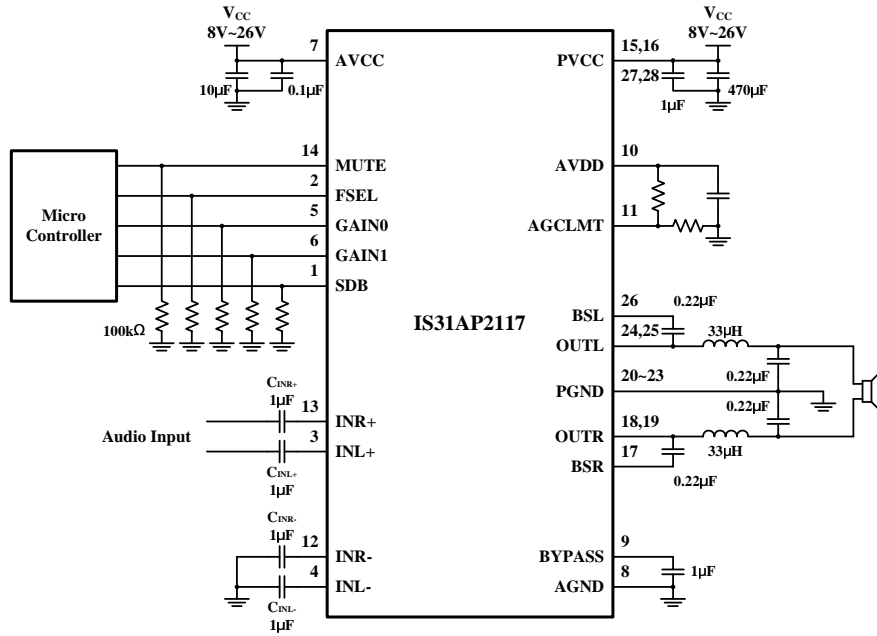 VCC
8V~26V
7
AVCC
10µF
0.1µF
VCC
8V~26V
15,16
PVCC
27,28
1µF
470µF
Micro
Controller
14
MUTE
2
FSEL
5
GAIN0
6
GAIN1
1
SDB
100kΩ
10
AVDD
11
AGCLMT
IS31AP2117
26
BSL
0.22µF
24,25
OUTL
33µH
0.22µF
20~23
PGND
0.22µF
18,19
OUTR
33µH
17
BSR
0.22µF
Audio Input
CINR+
1µF
13
INR+
3
INL+
CINL+
1µF
CINR-
1µF
12
INR-
4
INL-
CINL-
1µF
9
BYPASS
8
AGND
1µF